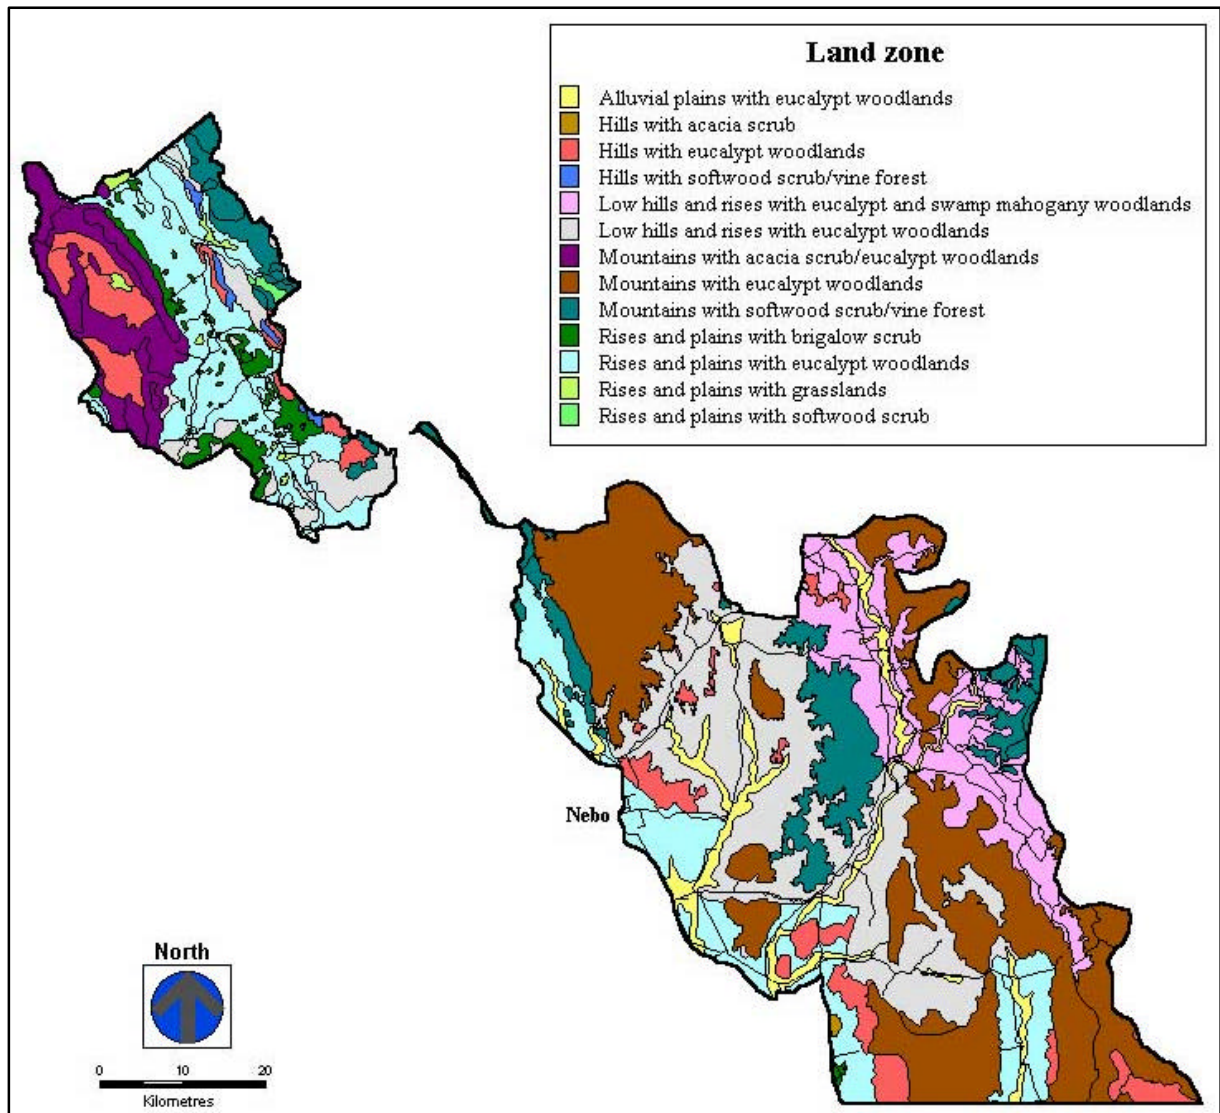 Land zone
Alluvial plains with eucalypt woodlands
Hills with acacia scrub
Hills with eucalypt woodlands
Hills with softwood scrub/vine forest
Low hills and rises with eucalypt and swamp mahogany woodlands
Low hills and rises with eucalypt woodlands
Mountains with acacia scrub/eucalypt woodlands
Mountains with eucalypt woodlands
Mountains with softwood scrub/vine forest
Rises and plains with brigalow scrub
Rises and plains with eucalypt woodlands
Rises and plains with grasslands
Rises and plains with softwood scrub
Nebo
North
0 10 20
Kilometres